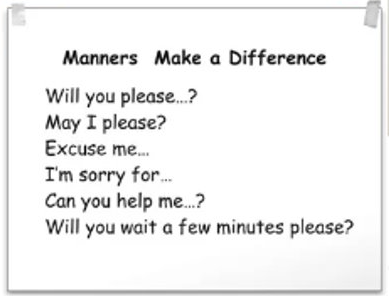 Manners Make a Difference
Will you please...?
May I please?
Excuse me...
I'm sorry for...
Can you help me...?
Will you wait a few minutes please?